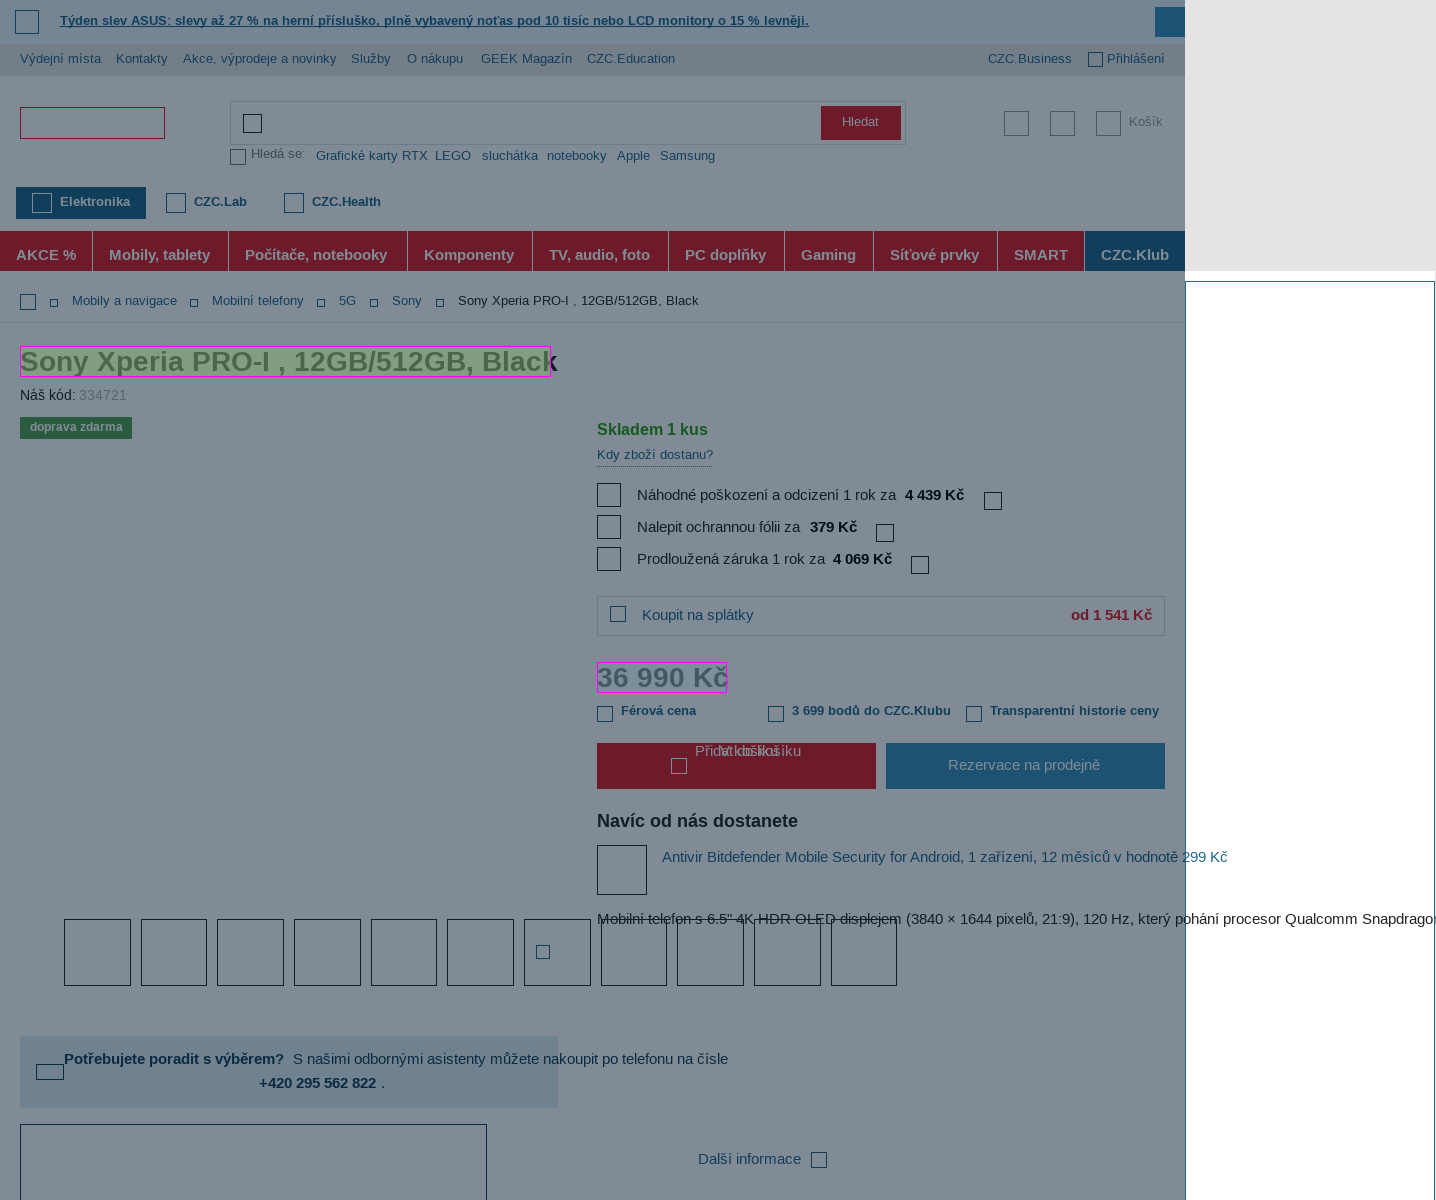 Týden slev ASUS: slevy až 27 % na herní přísluško, plně vybavený noťas pod 10 tisíc nebo LCD monitory o 15 % levněji.
Výdejní místa Kontakty Akce, výprodeje a novinky Služby O nákupu GEEK Magazín CZC.Education CZC.Business Přihlášení
Hledat Košík
Hledá se: Grafické karty RTX LEGO sluchátka notebooky Apple Samsung
Elektronika CZC.Lab CZC.Health
AKCE % Mobily, tablety Počítače, notebooky Komponenty TV, audio, foto PC doplňky Gaming Síťové prvky SMART CZC.Klub
Mobily a navigace Mobilní telefony 5G Sony Sony Xperia PRO-I , 12GB/512GB, Black
Sony Xperia PRO-I , 12GB/512GB, Black
Náš kód: 334721
doprava zdarma
Skladem 1 kus
Kdy zboží dostanu?
Náhodné poškození a odcizení 1 rok za 4 439 Kč
Nalepit ochrannou fólii za 379 Kč
Prodloužená záruka 1 rok za 4 069 Kč
Koupit na splátky od 1 541 Kč
36 990 Kč
Férová cena 3 699 bodů do CZC.Klubu Transparentní historie ceny
Přidat do košíku V košíku
Rezervace na prodejně
Navíc od nás dostanete
Antivir Bitdefender Mobile Security for Android, 1 zařízení, 12 měsíců v hodnotě 299 Kč
Mobilní telefon s 6.5" 4K HDR OLED displejem (3840 × 1644 pixelů, 21:9), 120 Hz, který pohání procesor Qualcomm Snapdragon
Potřebujete poradit s výběrem? S našimi odbornými asistenty můžete nakoupit po telefonu na čísle
+420 295 562 822 .
Další informace